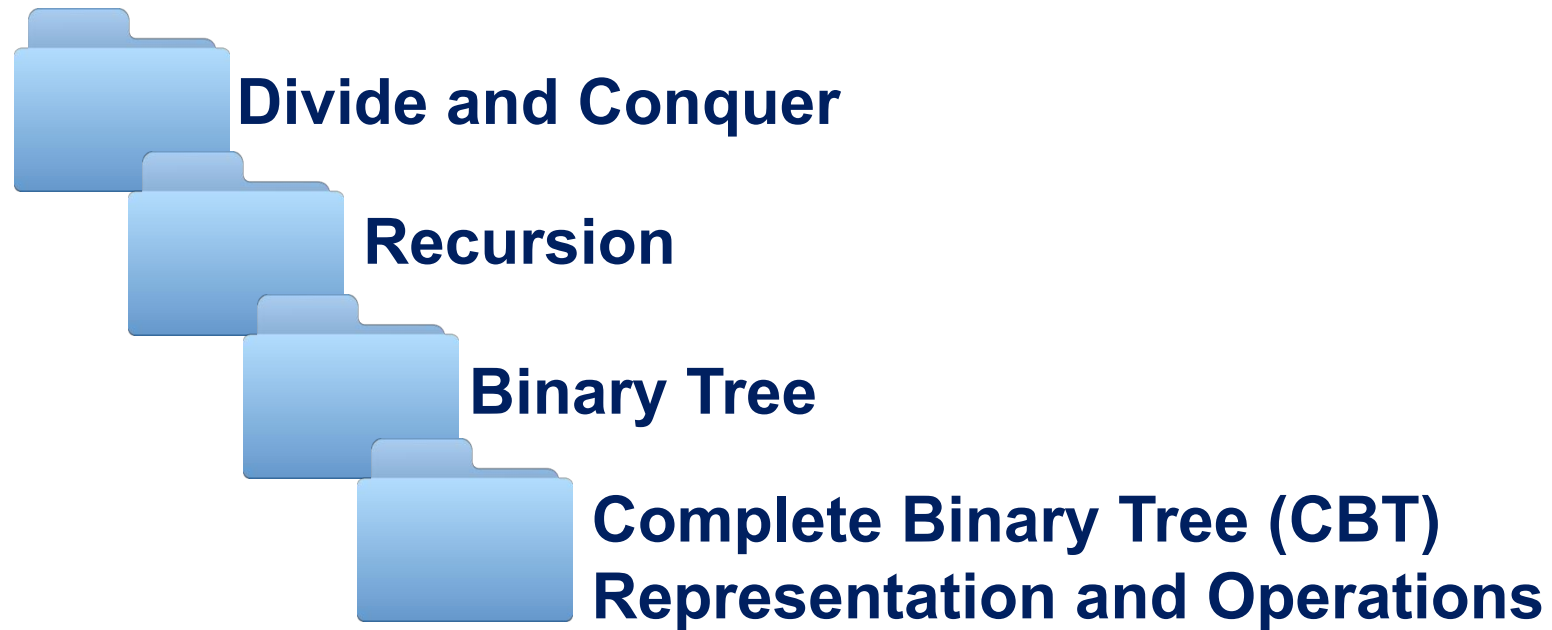 Divide and Conquer
Recursion
Binary Tree
Complete Binary Tree (CBT)
Representation and Operations